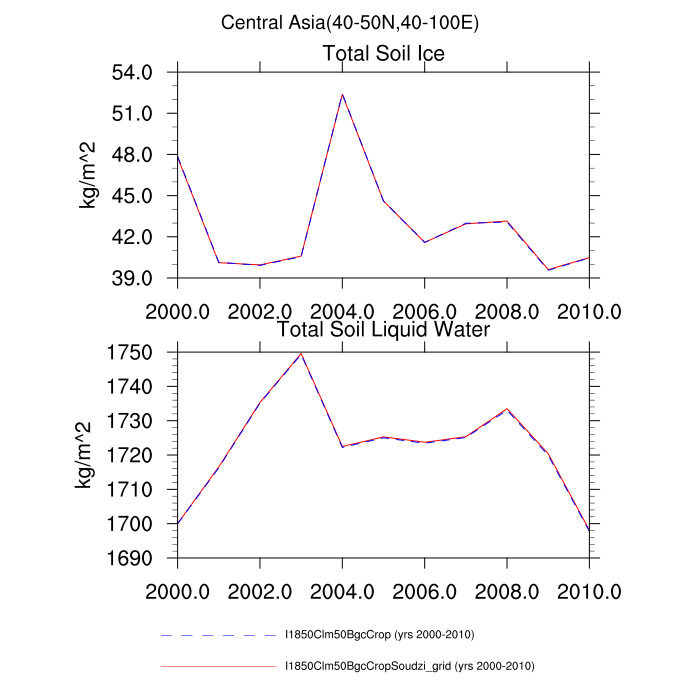 Central Asia(40-50N,40-100E)
Total Soil Ice
54.0
51.0
48.0
45.0
42.0
39.0
kg/m^2
2000.0 2002.0 2004.0 2006.0 2008.0 2010.0
Total Soil Liquid Water
1750
1740
1730
1720
1710
1700
1690
kg/m^2
2000.0 2002.0 2004.0 2006.0 2008.0 2010.0
I1850Clm50BgcCrop (yrs 2000-2010)
I1850Clm50BgcCropSoudzi_grid (yrs 2000-2010)